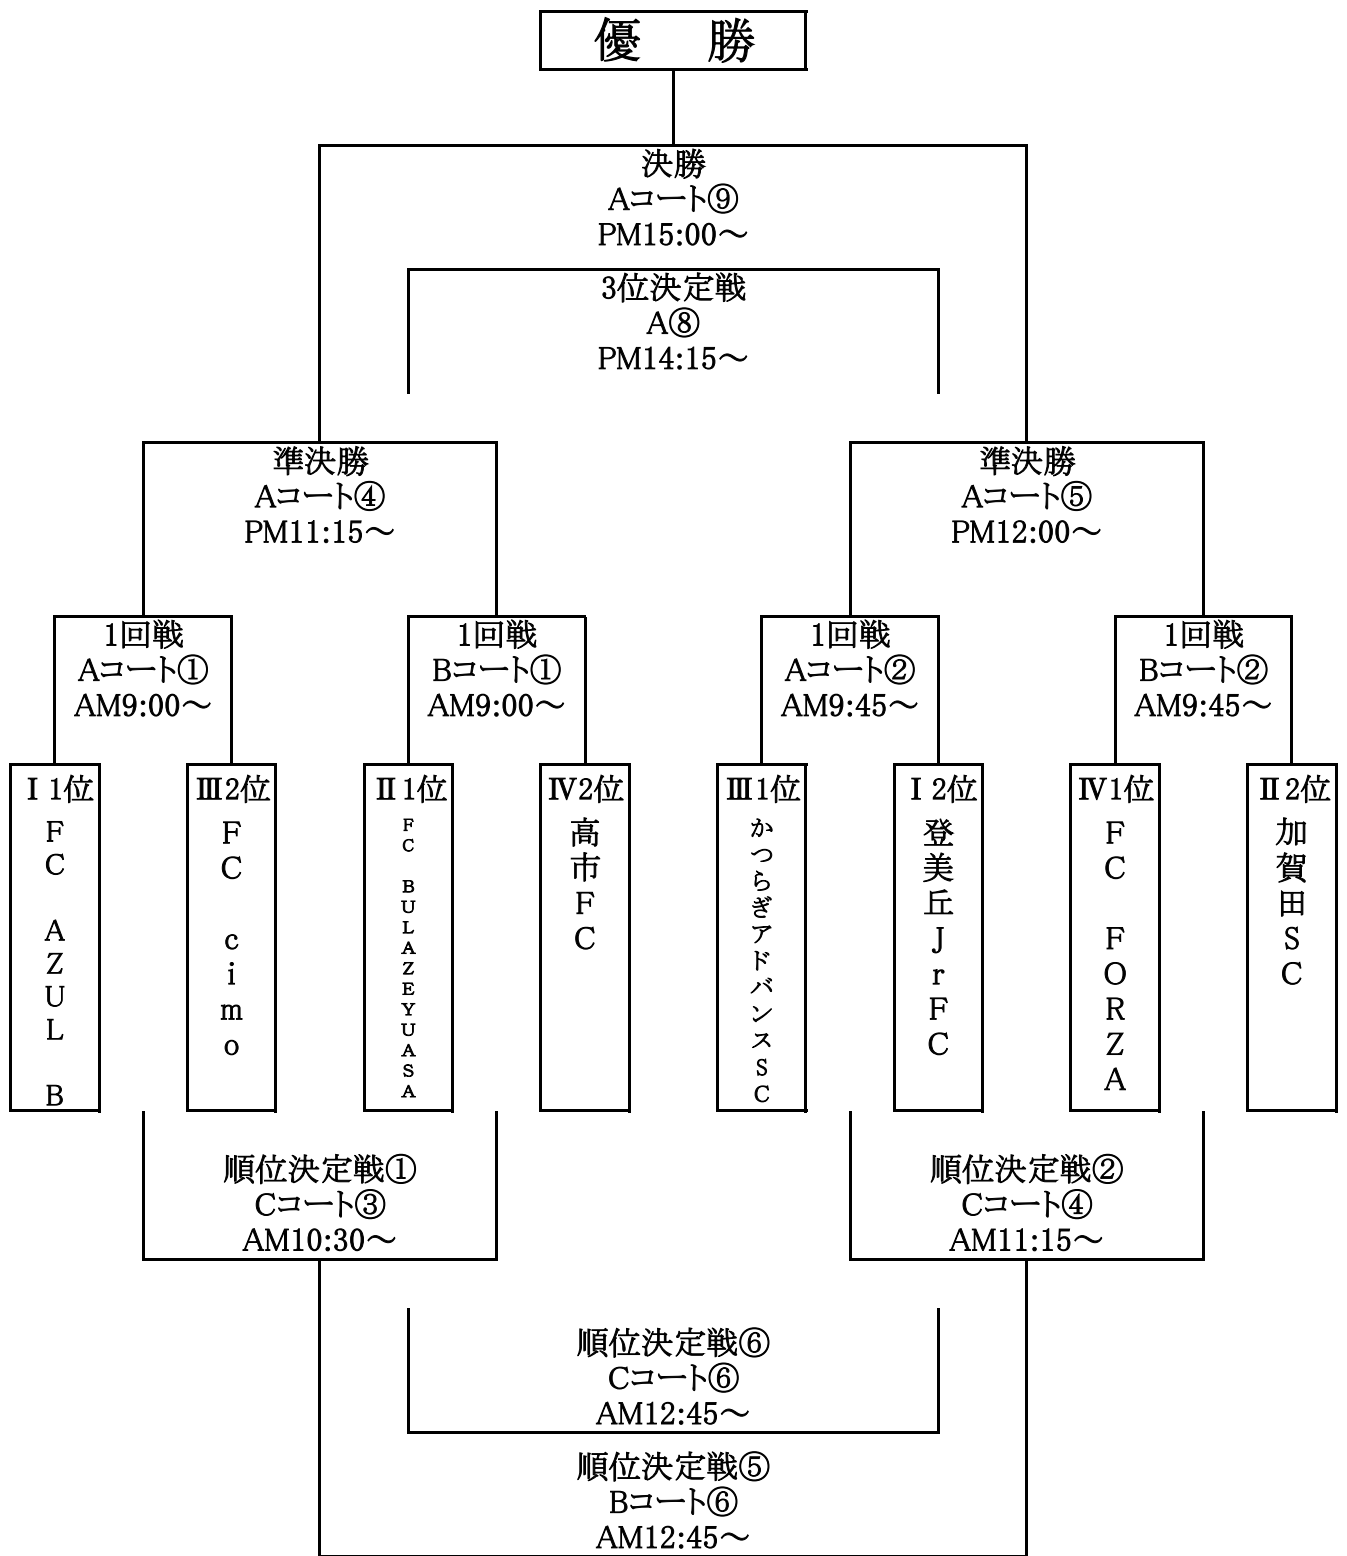 優 勝
決勝
Aコート⑨
PM15:00～
3位決定戦
A⑧
PM14:15～
準決勝
Aコート④
PM11:15～
準決勝
Aコート⑤
PM12:00～
1回戦
Aコート①
AM9:00～
1回戦
Bコート①
AM9:00～
1回戦
Aコート②
AM9:45～
1回戦
Bコート②
AM9:45～
Ⅰ1位
FC AZUL B
Ⅲ2位
FC cimo
Ⅱ1位
FC BULAZEYUASA
Ⅳ2位
高市FC
Ⅲ1位
かつらぎアドバンスSC
Ⅰ2位
登美丘JrFC
Ⅳ1位
FC FORZA
Ⅱ2位
加賀田SC
順位決定戦①
Cコート③
AM10:30～
順位決定戦②
Cコート④
AM11:15～
順位決定戦⑥
Cコート⑥
AM12:45～
順位決定戦⑤
Bコート⑥
AM12:45～